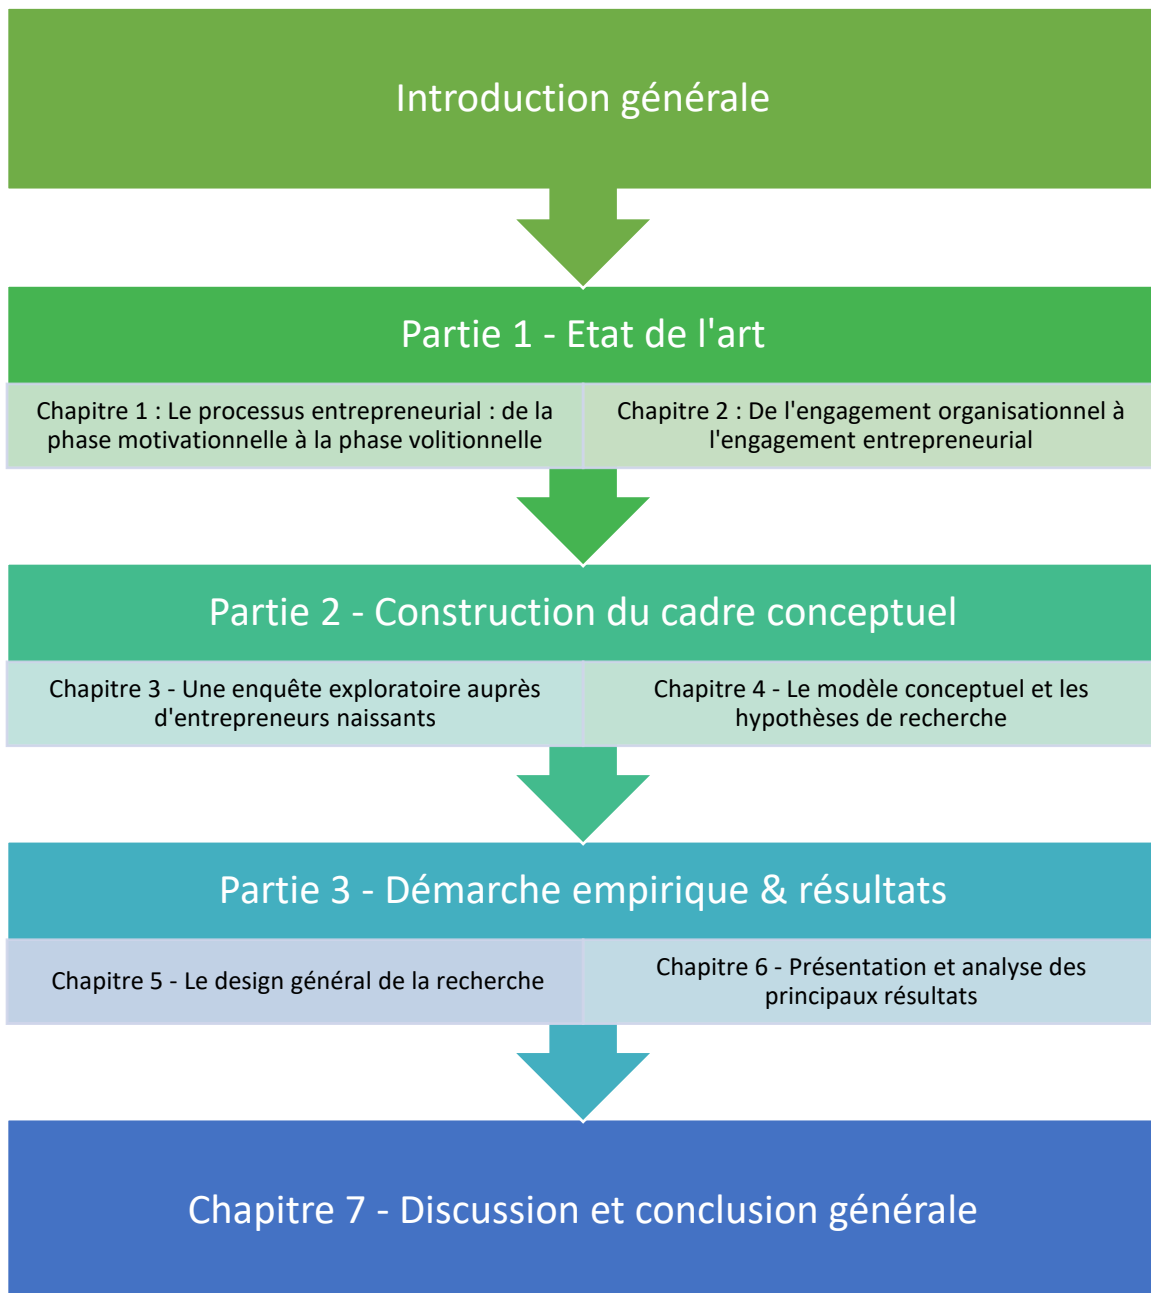 Introduction générale
Partie 1 - Etat de l'art
Chapitre 1 : Le processus entrepreneurial : de la
phase motivationnelle à la phase volitionnelle
Chapitre 2 : De l'engagement organisationnel à
l'engagement entrepreneurial
Partie 2 - Construction du cadre conceptuel
Chapitre 3 - Une enquête exploratoire auprès
d'entrepreneurs naissants
Chapitre 4 - Le modèle conceptuel et les
hypothèses de recherche
Partie 3 - Démarche empirique & résultats
Chapitre 5 - Le design général de la recherche
Chapitre 6 - Présentation et analyse des
principaux résultats
Chapitre 7 - Discussion et conclusion générale